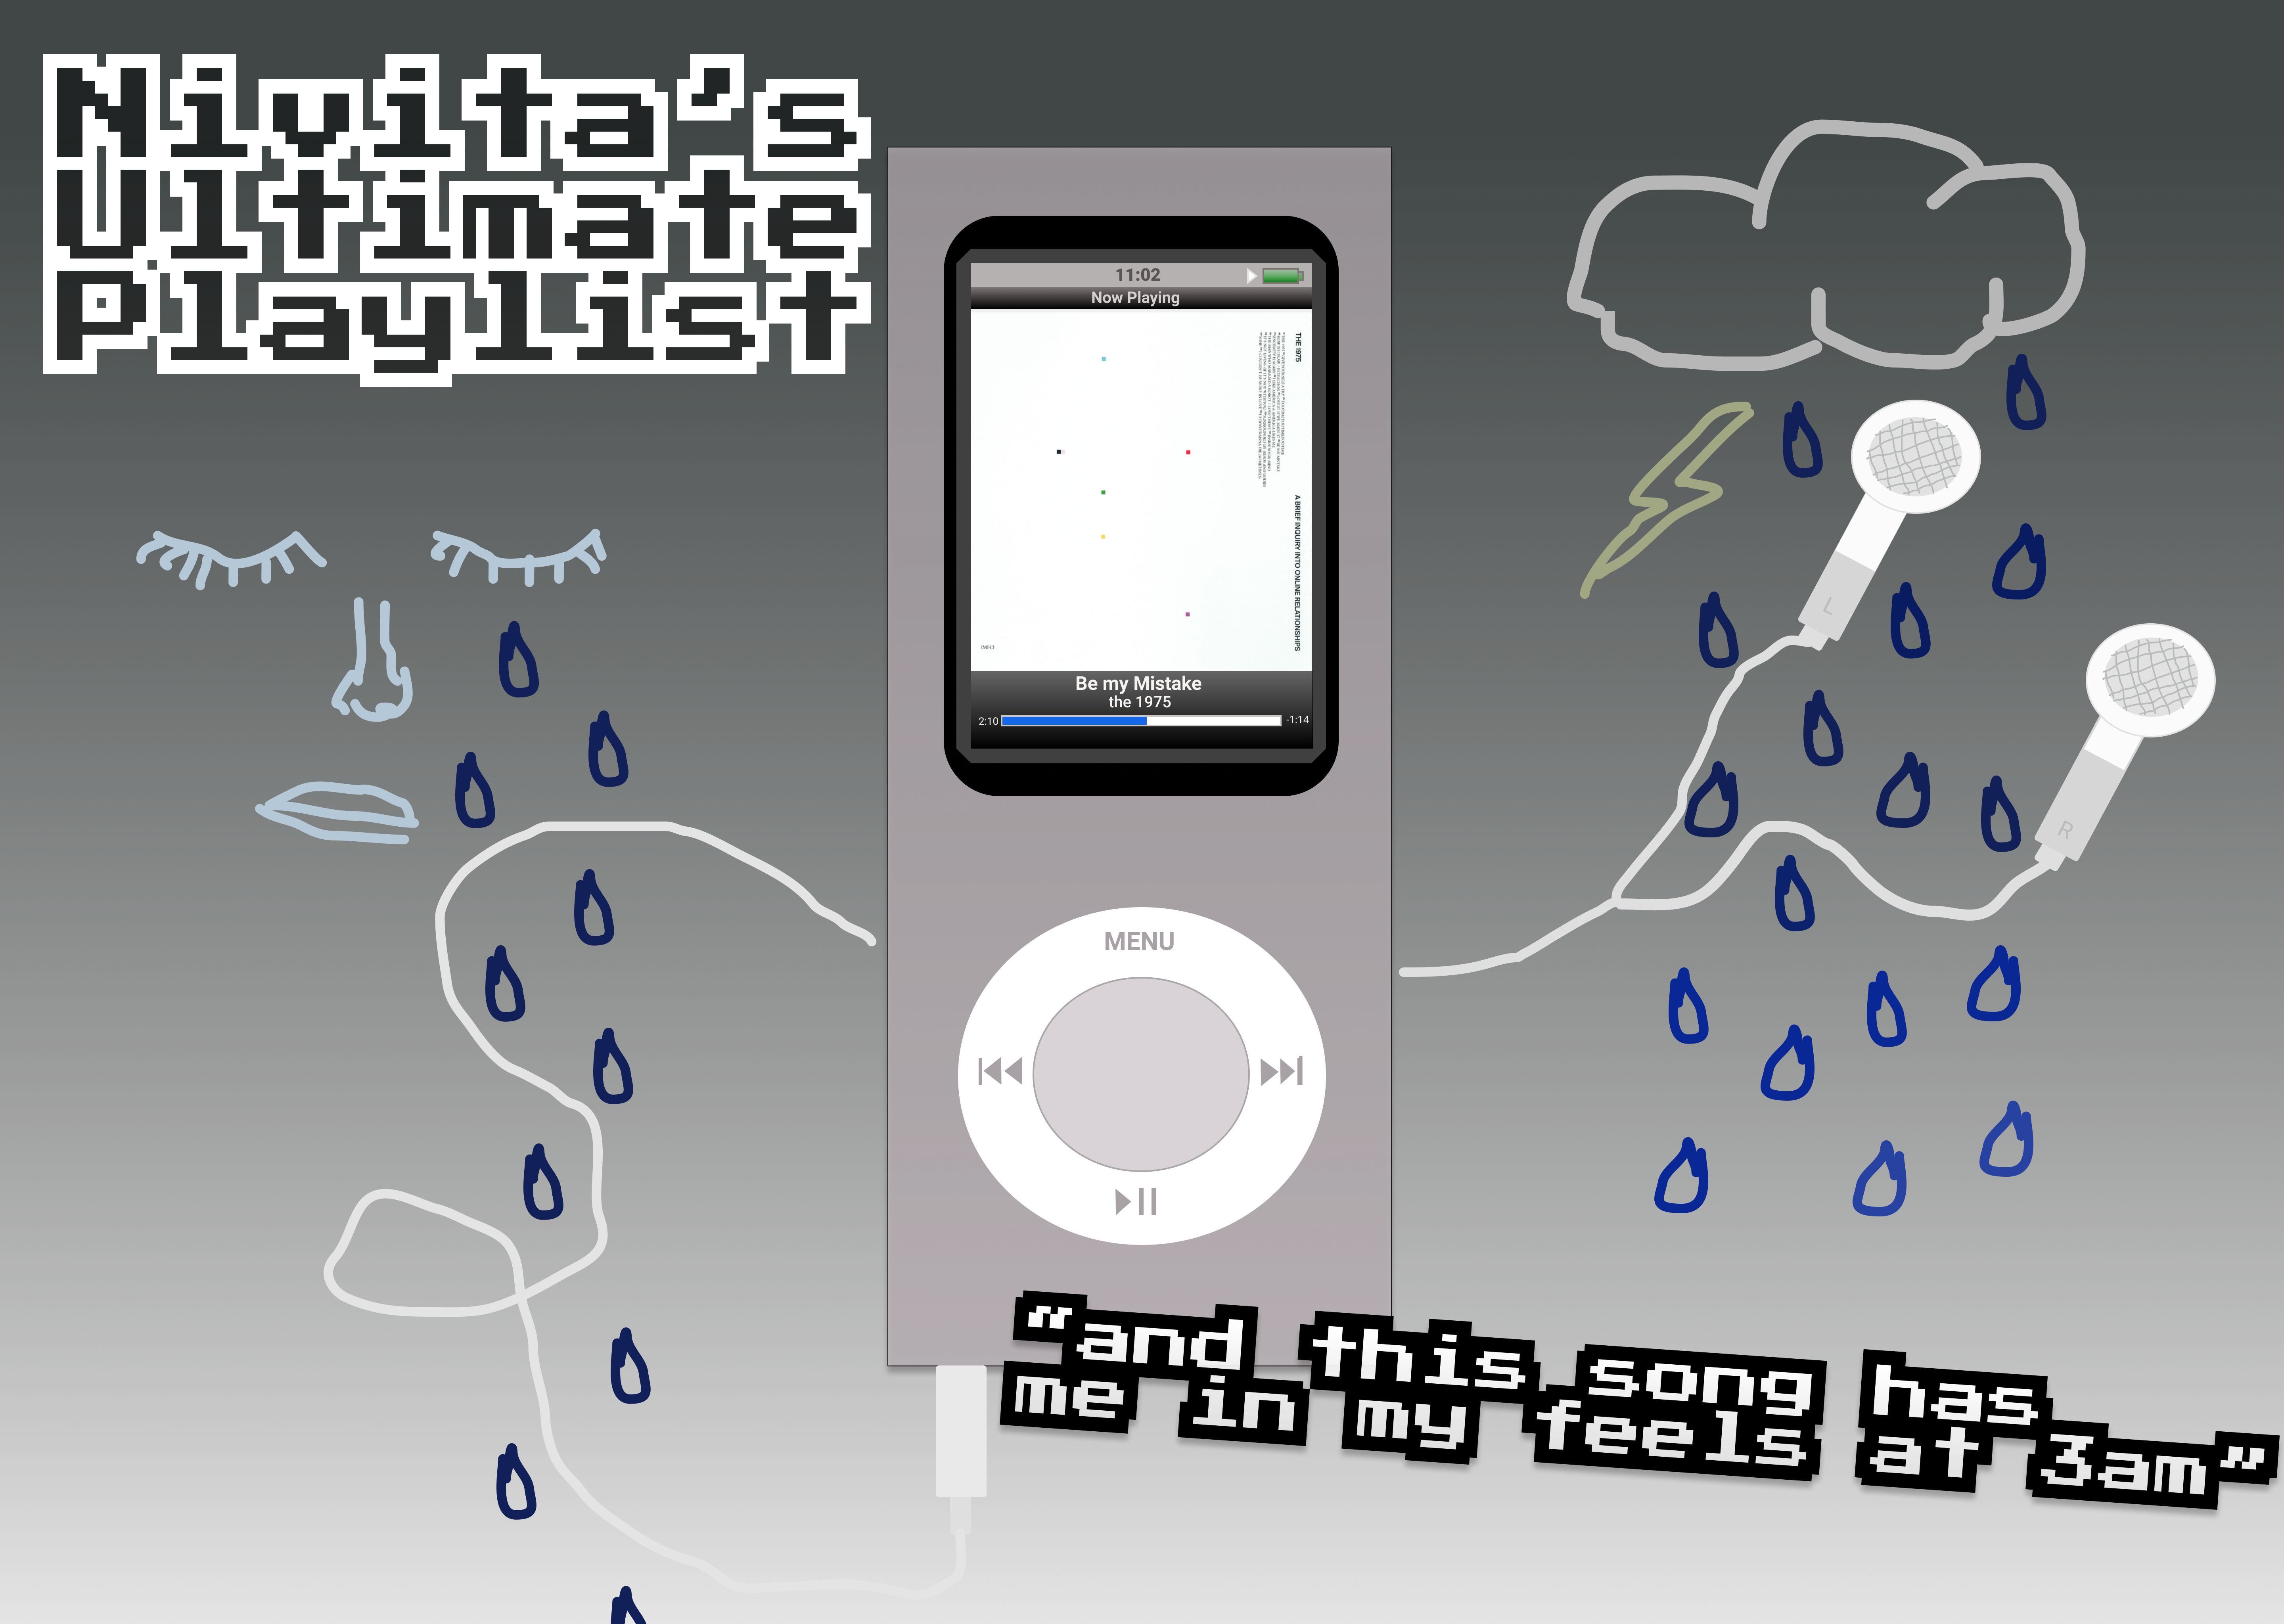 Nivita's
Ultimate
Playlist
11:02
Now Playing
THE 1975
A BRIEF INQUIRY INTO ONLINE RELATIONSHIPS
Be my Mistake
the 1975
2:10
-1:14
MENU
L
R
"and this song has
me in my feels at 3am"